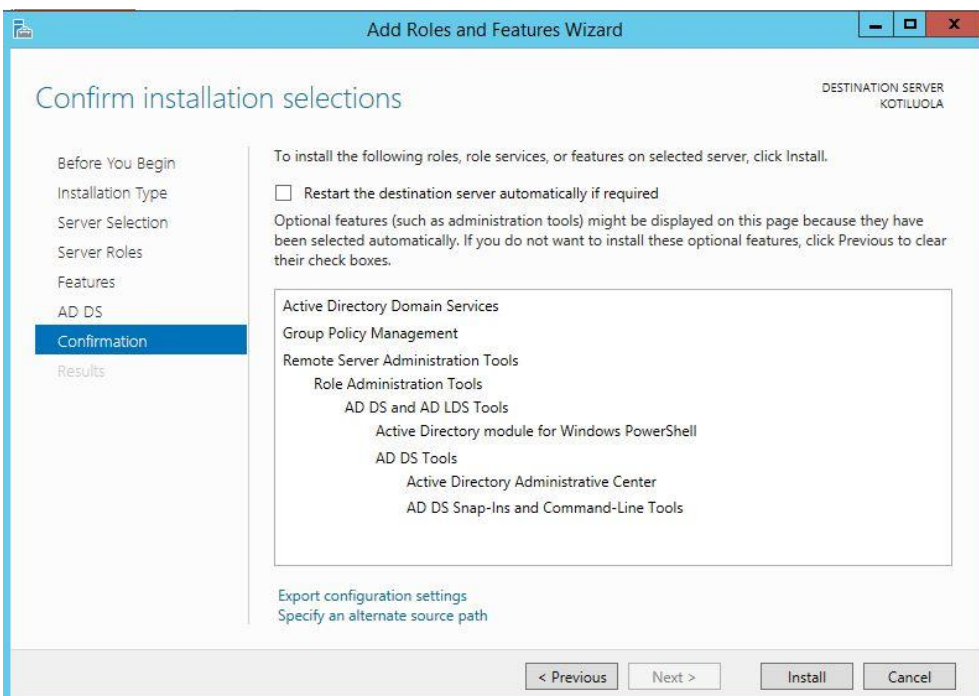 Add Roles and Features Wizard
Confirm installation selections
DESTINATION SERVER
KOTILUOLA
Before You Begin
Installation Type
Server Selection
Server Roles
Features
AD DS
Confirmation
Results
To install the following roles, role services, or features on selected server, click Install.
Restart the destination server automatically if required
Optional features (such as administration tools) might be displayed on this page because they have
been selected automatically. If you do not want to install these optional features, click Previous to clear
their check boxes.
Active Directory Domain Services
Group Policy Management
Remote Server Administration Tools
Role Administration Tools
AD DS and AD LDS Tools
Active Directory module for Windows PowerShell
AD DS Tools
Active Directory Administrative Center
AD DS Snap-Ins and Command-Line Tools
Export configuration settings
Specify an alternate source path
< Previous
Next >
Install
Cancel